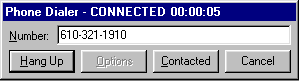 Phone Dialer - CONNECTED 00:00:05
Number: 610-321-1910
Hang Up Options Contacted Cancel